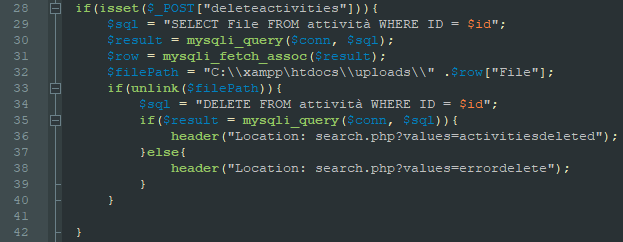 28 if(isset($_POST["deleteactivities"])){
29 $sql = "SELECT File FROM attività WHERE ID = $id";
30 $result = mysqli_query($conn, $sql);
31 $row = mysqli_fetch_assoc($result);
32 $filePath = "C:\\xampp\htdocs\\uploads\\" .$row["File"];
33 if(unlink($filePath)){
34 $sql = "DELETE FROM attività WHERE ID = $id";
35 if($result = mysqli_query($conn, $sql)){
36 header("Location: search.php?values=activitiesdeleted");
37 }else{
38 header("Location: search.php?values=errordelete");
39 }
40 }
41
42 }